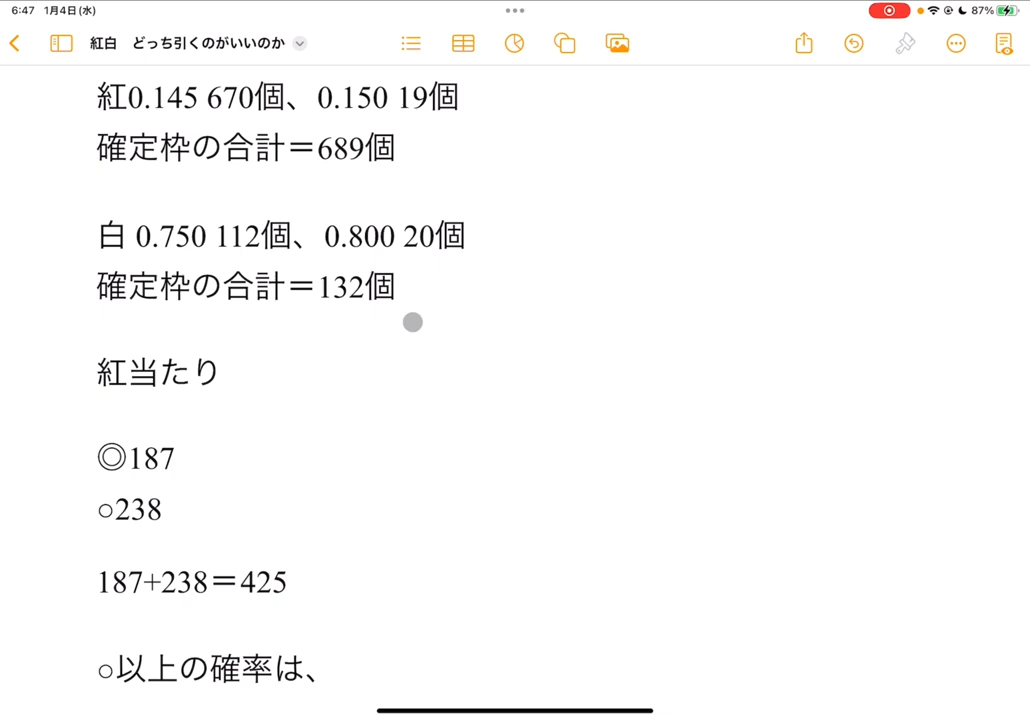 6:47 1月4日(水) 87%
紅白 どっち引くのがいいのか
紅0.145 670個、0.150 19個
確定枠の合計＝689個
白 0.750 112個、0.800 20個
確定枠の合計＝132個
紅当たり
◎187
○238
187+238＝425
○以上の確率は、